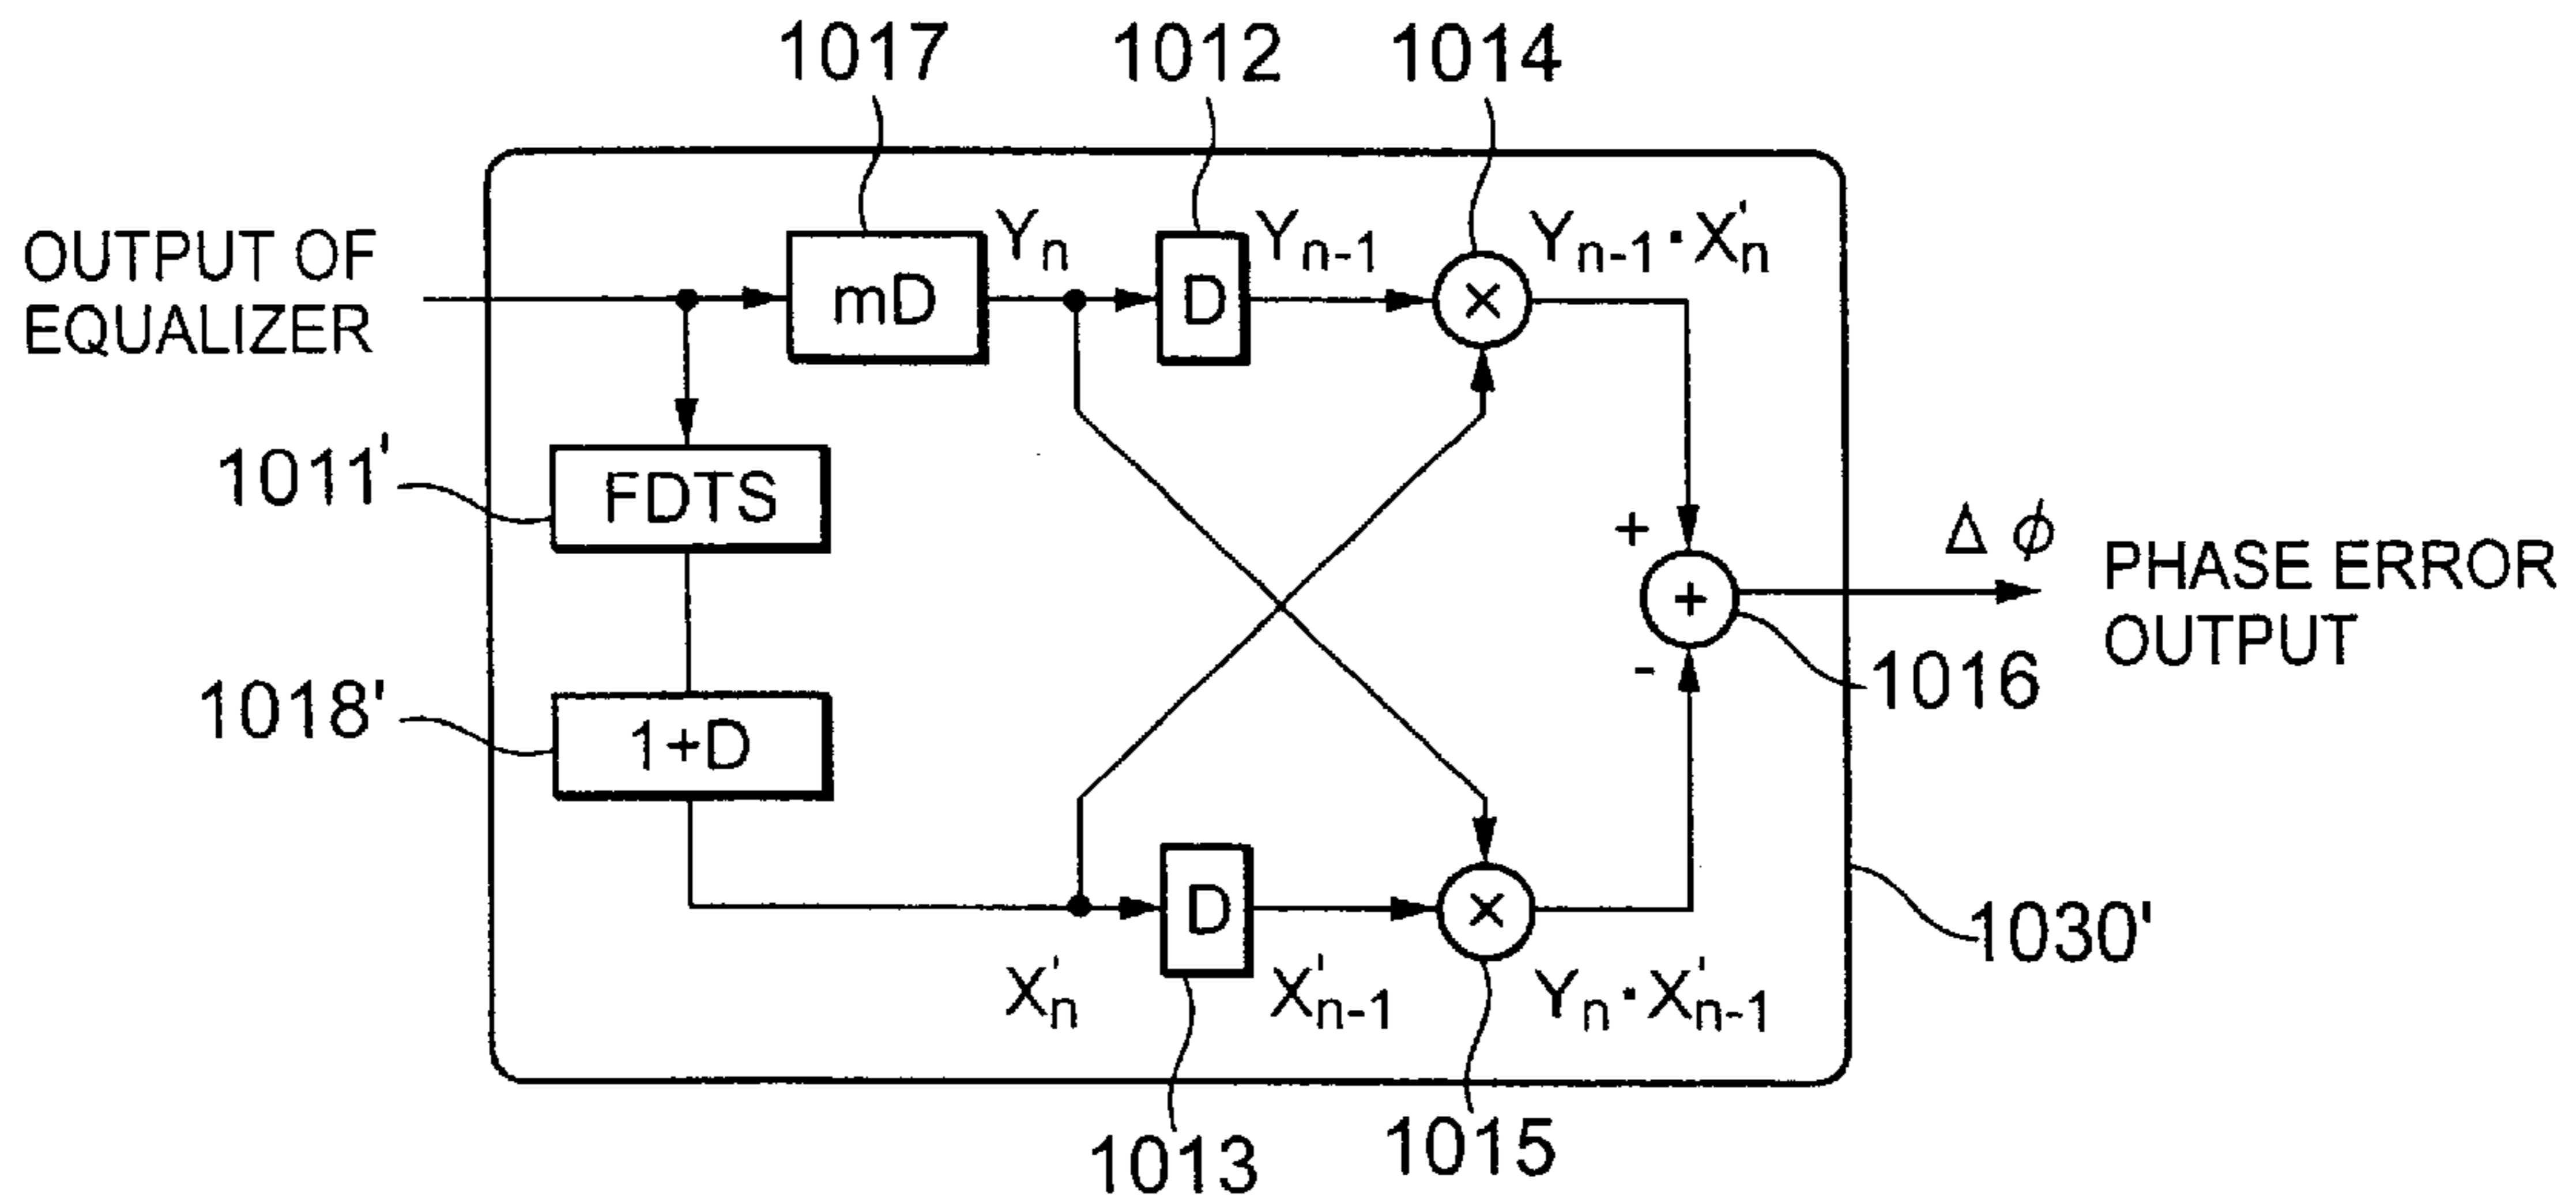 1017
1012
1014
OUTPUT OF
EQUALIZER
mD
Yn
D
Yn-1
×
Yn-1·X'n
1011'
FDTS
+
+
-
Δφ
PHASE ERROR
OUTPUT
1016
1018'
1+D
X'n
D
X'n-1
×
Yn·X'n-1
1030'
1013
1015